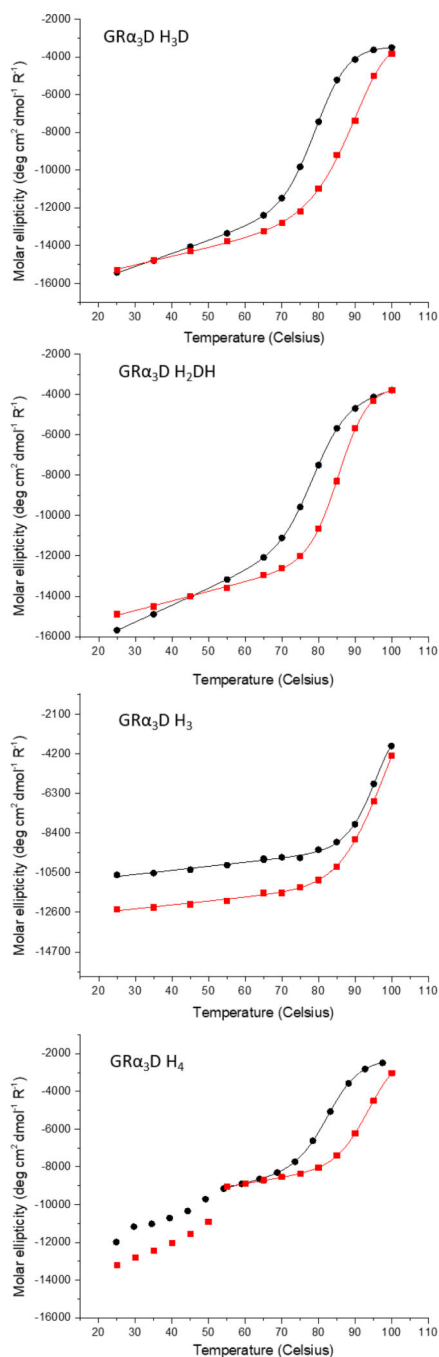 GRα₃D H₃D
Molar ellipticity (deg cm² dmol⁻¹ R⁻¹)
-2000
-4000
-6000
-8000
-10000
-12000
-14000
-16000
20 30 40 50 60 70 80 90 100 110
Temperature (Celsius)
GRα₃D H₂DH
Molar ellipticity (deg cm² dmol⁻¹ R⁻¹)
-2000
-4000
-6000
-8000
-10000
-12000
-14000
-16000
20 30 40 50 60 70 80 90 100 110
Temperature (Celsius)
GRα₃D H₃
Molar ellipticity (deg cm² dmol⁻¹ R⁻¹)
-2100
-4200
-6300
-8400
-10500
-12600
-14700
20 30 40 50 60 70 80 90 100 110
Temperature (Celsius)
GRα₃D H₄
Molar ellipticity (deg cm² dmol⁻¹ R⁻¹)
-2000
-4000
-6000
-8000
-10000
-12000
-14000
-16000
20 30 40 50 60 70 80 90 100 110
Temperature (Celsius)